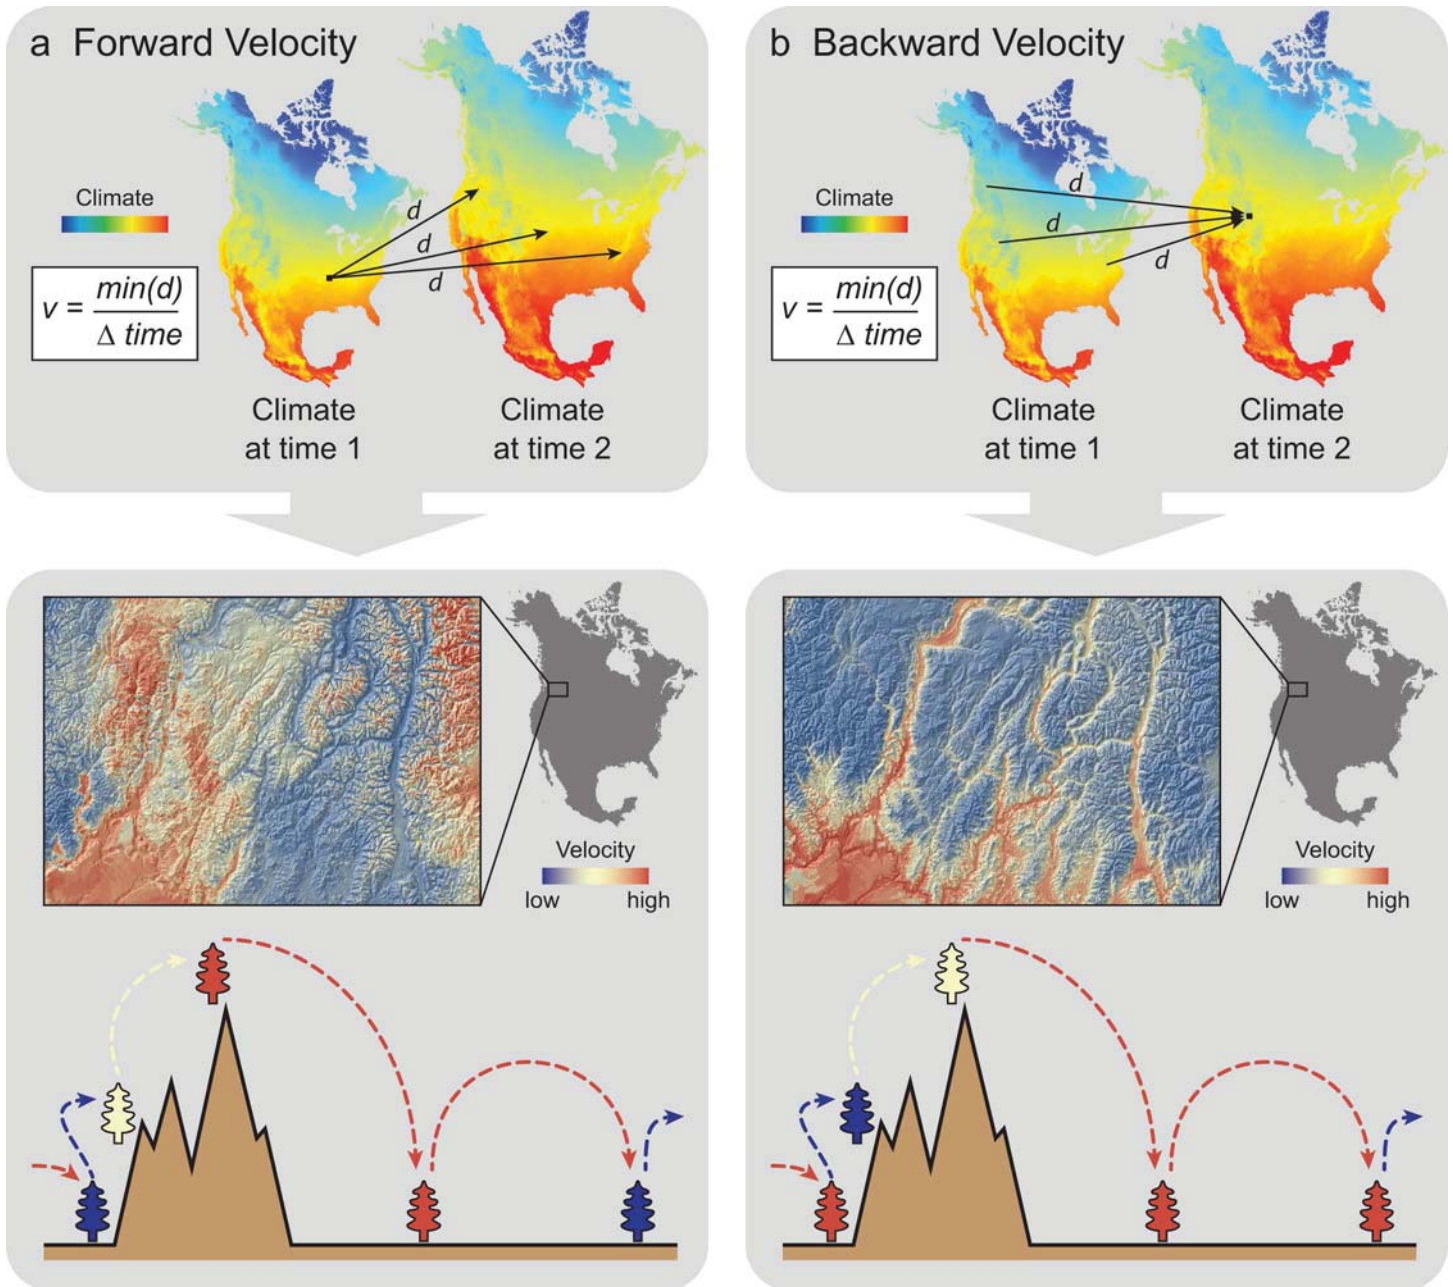 a Forward Velocity
Climate
v = min(d) / Δ time
d
d
d
Climate
at time 1
Climate
at time 2
b Backward Velocity
Climate
v = min(d) / Δ time
d
d
d
Climate
at time 1
Climate
at time 2
Velocity
low high
Velocity
low high